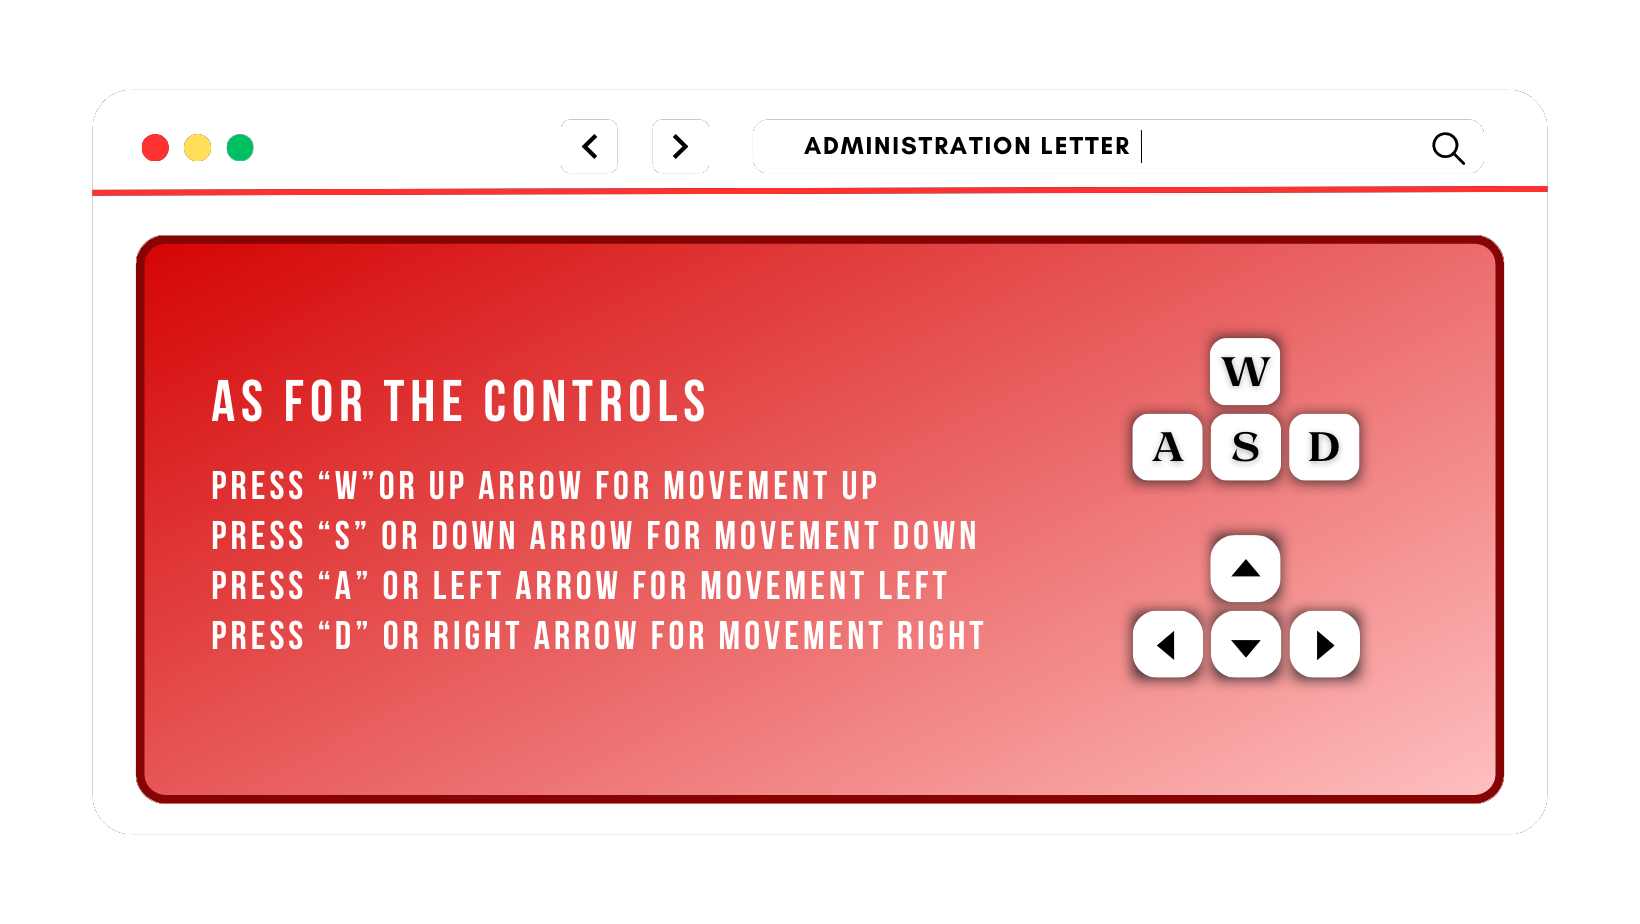 ADMINISTRATION LETTER
AS FOR THE CONTROLS
PRESS “W”OR UP ARROW FOR MOVEMENT UP
PRESS “S” OR DOWN ARROW FOR MOVEMENT DOWN
PRESS “A” OR LEFT ARROW FOR MOVEMENT LEFT
PRESS “D” OR RIGHT ARROW FOR MOVEMENT RIGHT
W
A S D